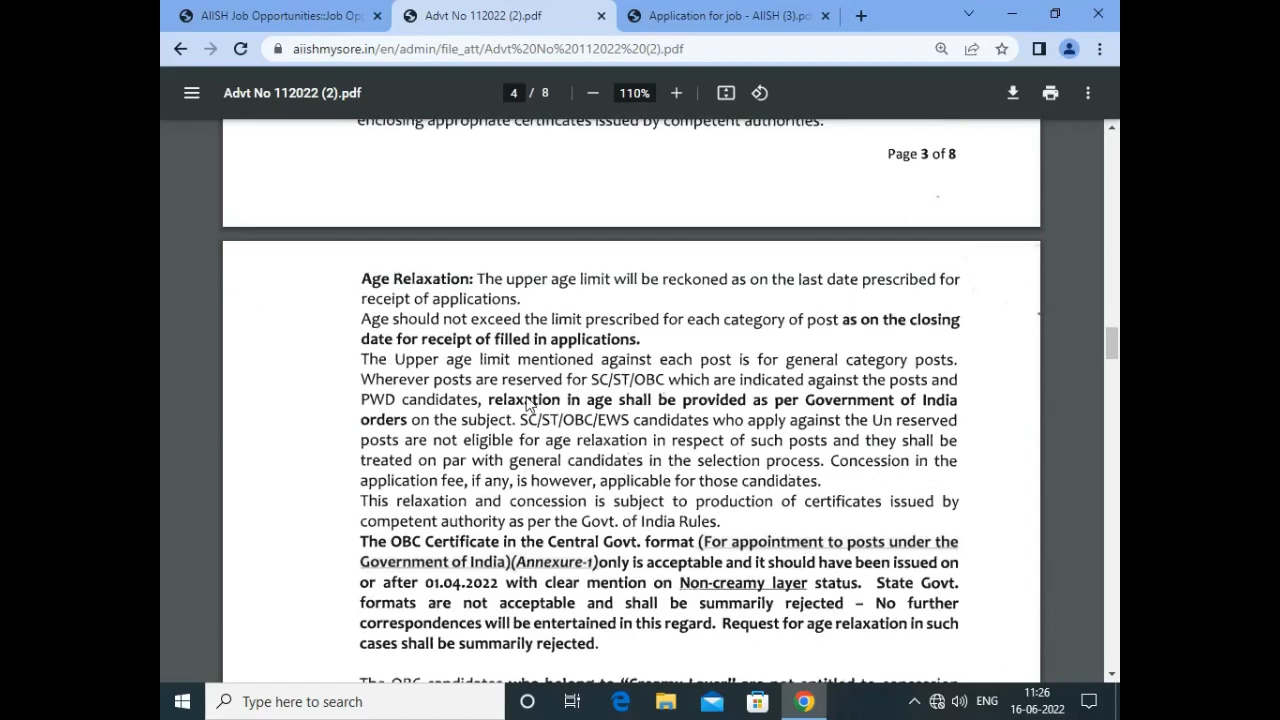 AIISH Job Opportunities::Job Op
Advt No 112022 (2).pdf
Application for job - AIISH (3).pd
aiishmysore.in/en/admin/file_att/Advt%20No%20112022%20(2).pdf
Advt No 112022 (2).pdf
4 / 8
110%
enclosing appropriate certificates issued by competent authorities.
Page 3 of 8
Age Relaxation: The upper age limit will be reckoned as on the last date prescribed for
receipt of applications.
Age should not exceed the limit prescribed for each category of post as on the closing
date for receipt of filled in applications.
The Upper age limit mentioned against each post is for general category posts.
Wherever posts are reserved for SC/ST/OBC which are indicated against the posts and
PWD candidates, relaxation in age shall be provided as per Government of India
orders on the subject. SC/ST/OBC/EWS candidates who apply against the Un reserved
posts are not eligible for age relaxation in respect of such posts and they shall be
treated on par with general candidates in the selection process. Concession in the
application fee, if any, is however, applicable for those candidates.
This relaxation and concession is subject to production of certificates issued by
competent authority as per the Govt. of India Rules.
The OBC Certificate in the Central Govt. format (For appointment to posts under the
Government of India)(Annexure-1)only is acceptable and it should have been issued on
or after 01.04.2022 with clear mention on Non-creamy layer status. State Govt.
formats are not acceptable and shall be summarily rejected – No further
correspondences will be entertained in this regard. Request for age relaxation in such
cases shall be summarily rejected.
The OBC candidates who belong to "Creamy Layer" are not entitled to concession
Type here to search
ENG
11:26
16-06-2022